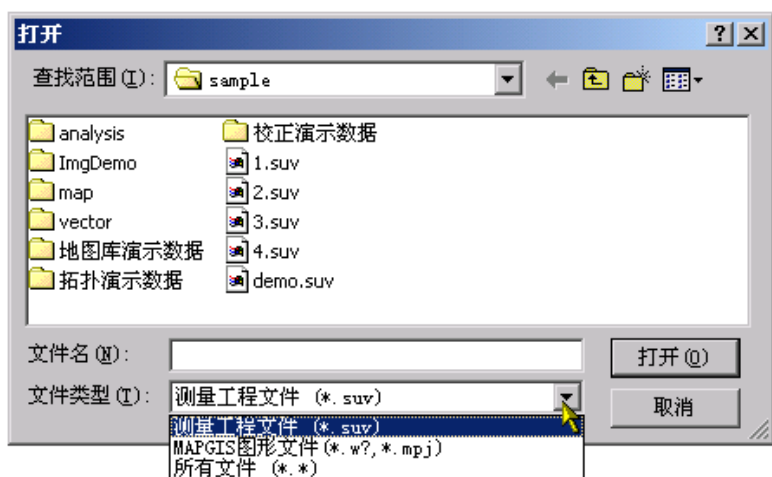 打开
查找范围(I): sample
analysis
ImgDemo
map
vector
地图库演示数据
拓扑演示数据
校正演示数据
1.suv
2.suv
3.suv
4.suv
demo.suv
文件名(N):
打开(O)
文件类型(T): 测量工程文件 (*.suv)
取消
测量工程文件 (*.suv)
MAPGIS图形文件(*.w?,*.mpj)
所有文件 (*.*)